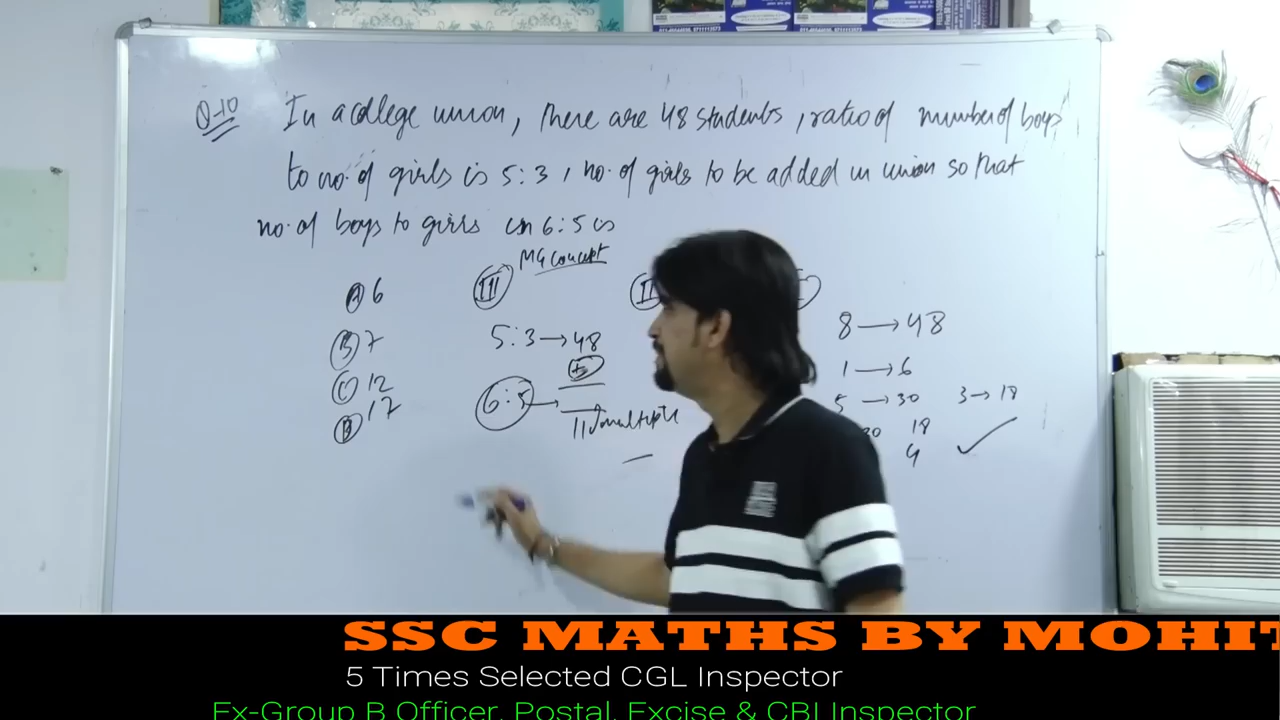 Q-10 In a college union, there are 48 students, ratio of number of boys
to no. of girls is 5:3, no. of girls to be added in union so that
no. of boys to girls is 6:5 is
A 6
B 7
C 12
D 17
III MG Concept
5:3 → 48
+5
6:5 →
11 multiple
II
8 → 48
1 → 6
5 → 30 3 → 18
18
SSC MATHS BY MOHIT
5 Times Selected CGL Inspector
Ex-Group B Officer, Postal, Excise & CBI Inspector